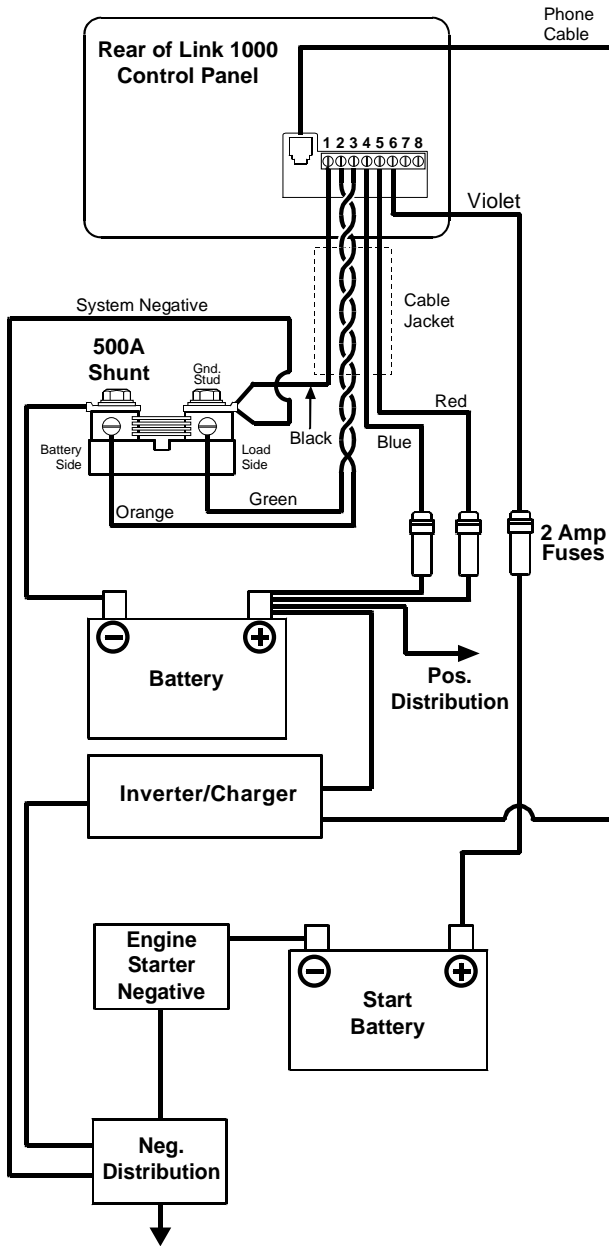 Phone
Cable
Rear of Link 1000
Control Panel
1 2 3 4 5 6 7 8
Violet
System Negative
Cable
Jacket
500A
Shunt
Gnd.
Stud
Red
Black
Blue
Battery
Side
Load
Side
Green
Orange
2 Amp
Fuses
Battery
Pos.
Distribution
Inverter/Charger
Engine
Starter
Negative
Start
Battery
Neg.
Distribution